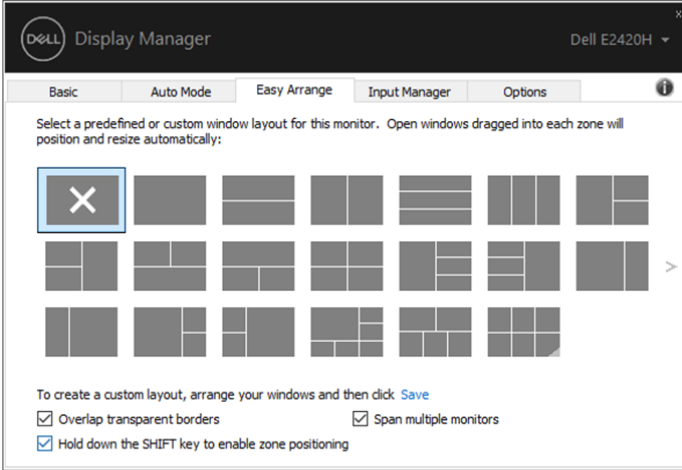 x
DELL Display Manager Dell E2420H
Basic Auto Mode Easy Arrange Input Manager Options
Select a predefined or custom window layout for this monitor. Open windows dragged into each zone will
position and resize automatically:
To create a custom layout, arrange your windows and then click Save
Overlap transparent borders Span multiple monitors
Hold down the SHIFT key to enable zone positioning